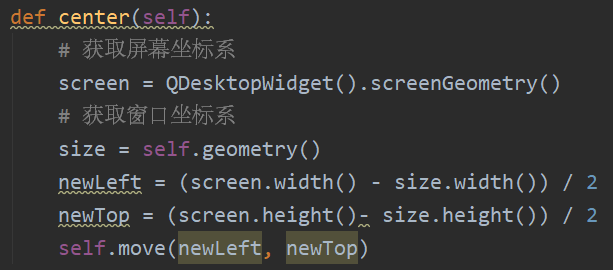 def center(self):
# 获取屏幕坐标系
screen = QDesktopWidget().screenGeometry()
# 获取窗口坐标系
size = self.geometry()
newLeft = (screen.width() - size.width()) / 2
newTop = (screen.height()- size.height()) / 2
self.move(newLeft, newTop)